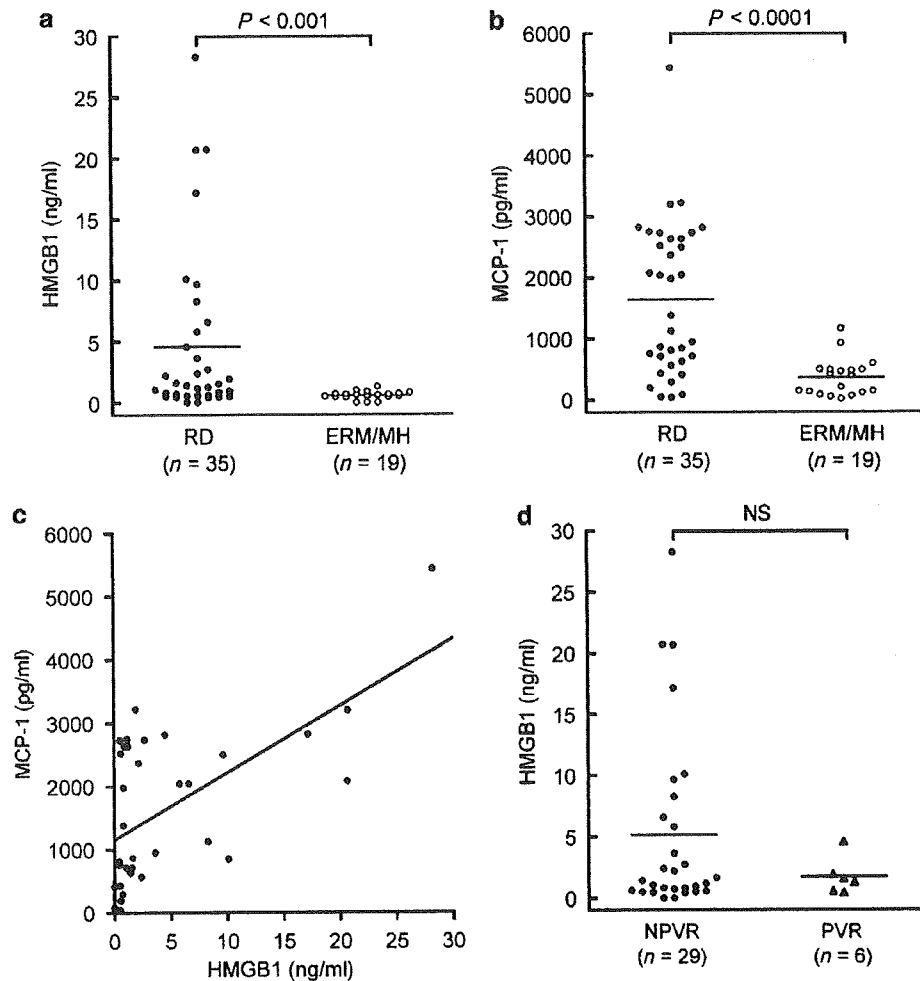 a
P < 0.001
30
25
20
15
10
5
0
HMGB1 (ng/ml)
RD
(n = 35)
ERM/MH
(n = 19)
b
P < 0.0001
6000
5000
4000
3000
2000
1000
0
MCP-1 (pg/ml)
RD
(n = 35)
ERM/MH
(n = 19)
c
6000
5000
4000
3000
2000
1000
0
MCP-1 (pg/ml)
0 5 10 15 20 25 30
HMGB1 (ng/ml)
d
NS
30
25
20
15
10
5
0
HMGB1 (ng/ml)
NPVR
(n = 29)
PVR
(n = 6)